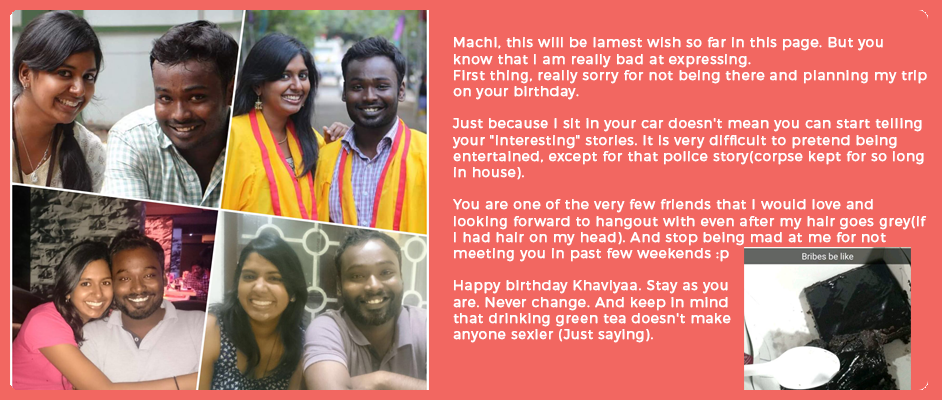 Machi, this will be lamest wish so far in this page. But you
know that I am really bad at expressing.
First thing, really sorry for not being there and planning my trip
on your birthday.
Just because I sit in your car doesn't mean you can start telling
your "interesting" stories. It is very difficult to pretend being
entertained, except for that police story(corpse kept for so long
in house).
You are one of the very few friends that I would love and
looking forward to hangout with even after my hair goes grey(If
I had hair on my head). And stop being mad at me for not
meeting you in past few weekends :p
Bribes be like
Happy birthday Khaviyaa. Stay as you
are. Never change. And keep in mind
that drinking green tea doesn't make
anyone sexier (Just saying).